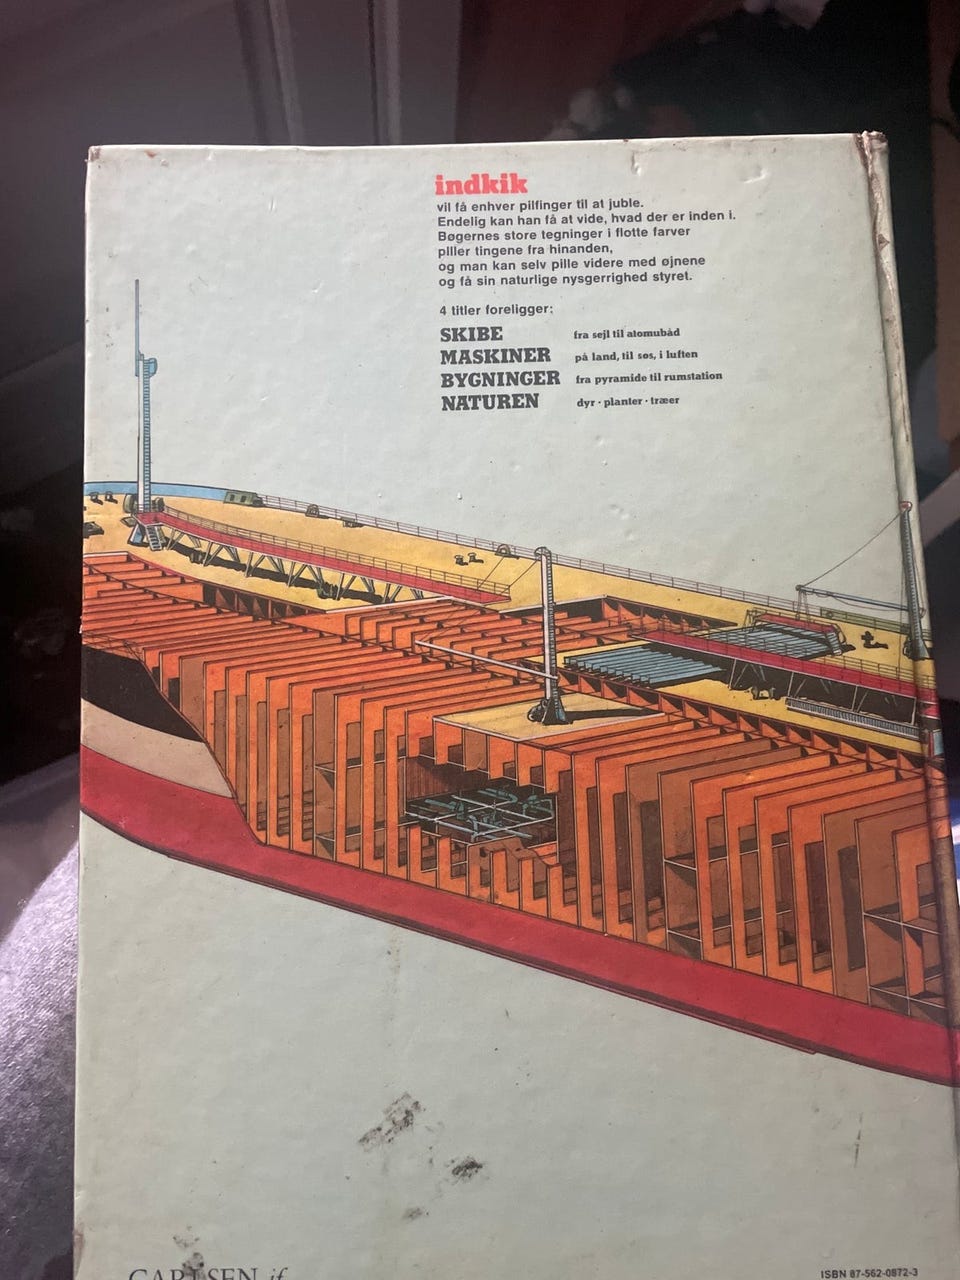 indkik
vil få enhver pilfinger til at juble.
Endelig kan han få at vide, hvad der er inden i.
Bøgernes store tegninger i flotte farver
piller tingene fra hinanden,
og man kan selv pille videre med øjnene
og få sin naturlige nysgerrighed styret.
4 titler foreligger:
SKIBE fra sejl til atomubåd
MASKINER på land, til søs, i luften
BYGNINGER fra pyramide til rumstation
NATUREN dyr · planter · træer
CARLSEN if
ISBN 87-562-0872-3